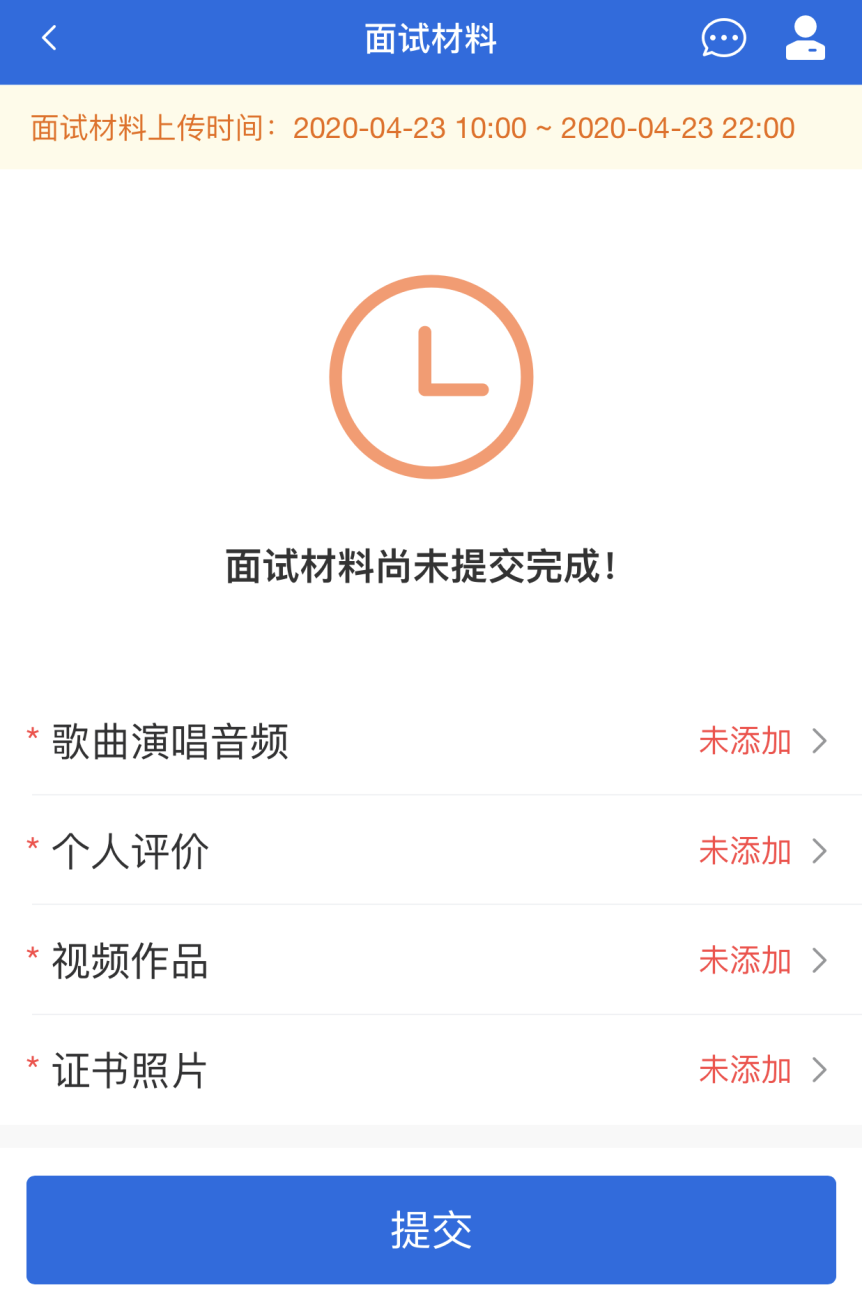 面试材料
面试材料上传时间：2020-04-23 10:00 ~ 2020-04-23 22:00
面试材料尚未提交完成！
* 歌曲演唱音频 未添加
* 个人评价 未添加
* 视频作品 未添加
* 证书照片 未添加
提交